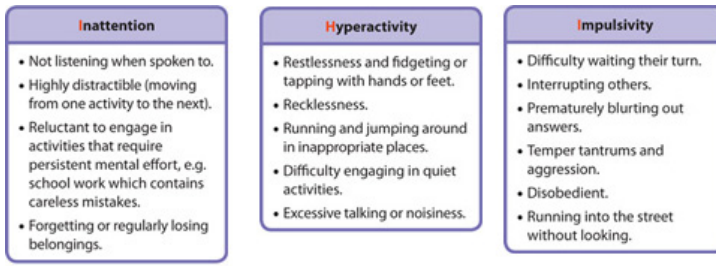 Inattention
• Not listening when spoken to.
• Highly distractible (moving
from one activity to the next).
• Reluctant to engage in
activities that require
persistent mental effort, e.g.
school work which contains
careless mistakes.
• Forgetting or regularly losing
belongings.
Hyperactivity
• Restlessness and fidgeting or
tapping with hands or feet.
• Recklessness.
• Running and jumping around
in inappropriate places.
• Difficulty engaging in quiet
activities.
• Excessive talking or noisiness.
Impulsivity
• Difficulty waiting their turn.
• Interrupting others.
• Prematurely blurting out
answers.
• Temper tantrums and
aggression.
• Disobedient.
• Running into the street
without looking.